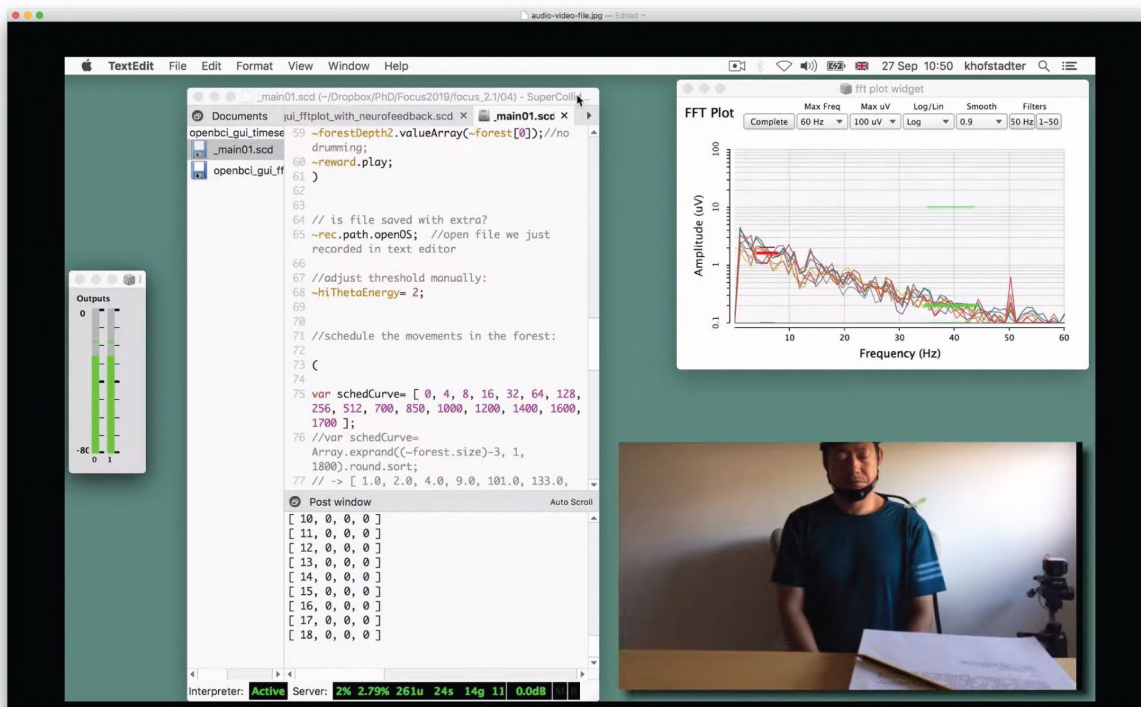 audio-video-file.jpg — Edited
TextEdit File Edit Format View Window Help
27 Sep 10:50 khofstadter
_main01.scd (~/Dropbox/PhD/Focus2019/focus_2.1/04) - SuperCollid...
Documents
ui_fftplot_with_neurofeedback.scd × _main01.scd ×
openbci_gui_timese
_main01.scd
openbci_gui_ff
59 ~forestDepth2.valueArray(~forest[0]);//no
drumming;
60 ~reward.play;
61 )
62
63
64 // is file saved with extra?
65 ~rec.path.openOS; //open file we just
recorded in text editor
66
67 //adjust threshold manually:
68 ~hiThetaEnergy= 2;
69
70
71 //schedule the movements in the forest:
72
73 (
74
75 var schedCurve= [ 0, 4, 8, 16, 32, 64, 128,
256, 512, 700, 850, 1000, 1200, 1400, 1600,
1700 ];
76 //var schedCurve=
Array.exprand((~forest.size)-3, 1,
1800).round.sort;
77 // -> [ 1.0, 2.0, 4.0, 9.0, 101.0, 133.0,
Post window Auto Scroll
[ 10, 0, 0, 0 ]
[ 11, 0, 0, 0 ]
[ 12, 0, 0, 0 ]
[ 13, 0, 0, 0 ]
[ 14, 0, 0, 0 ]
[ 15, 0, 0, 0 ]
[ 16, 0, 0, 0 ]
[ 17, 0, 0, 0 ]
[ 18, 0, 0, 0 ]
Interpreter: Active Server: 2% 2.79% 261u 24s 14g 11 0.0dB M R
Outputs
0
-80
0 1
fft plot widget
FFT Plot
Max Freq Max uV Log/Lin Smooth Filters
Complete 60 Hz 100 uV Log 0.9 50 Hz 1-50
Amplitude (uV)
100
10
1
0.1
10 20 30 40 50 60
Frequency (Hz)